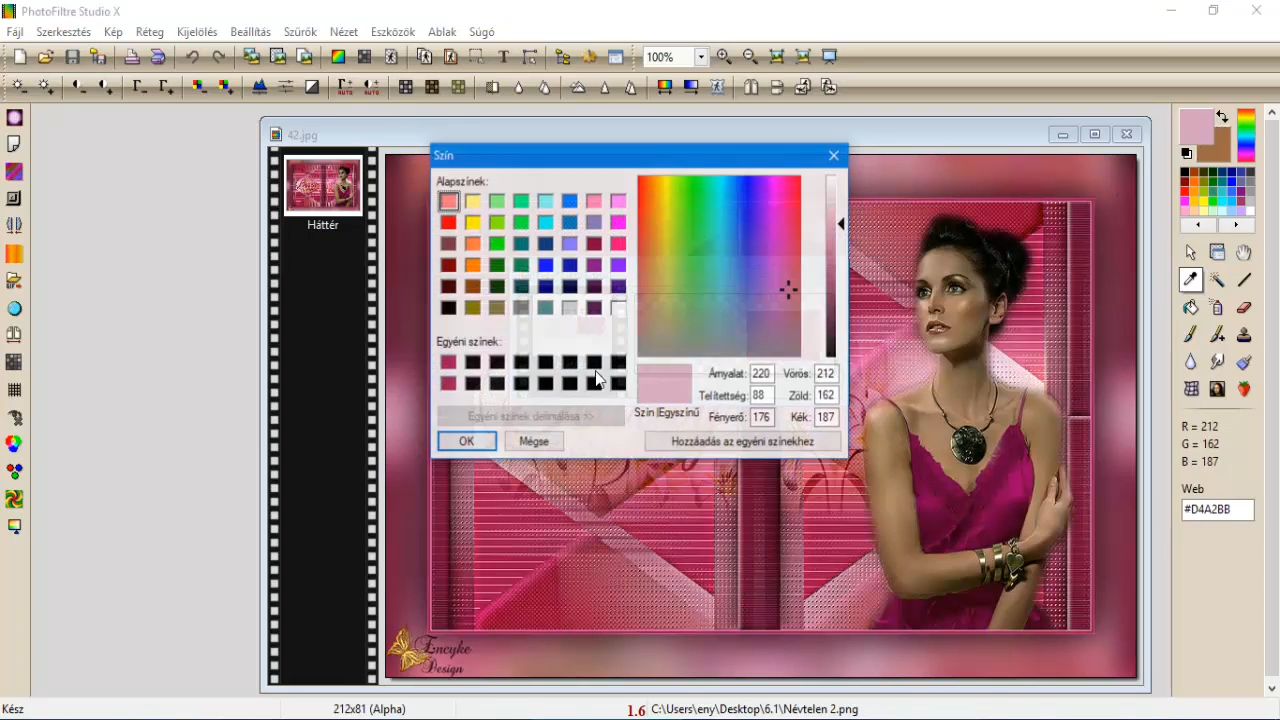 PhotoFiltre Studio X
Fájl Szerkesztés Kép Réteg Kijelölés Beállítás Szűrők Nézet Eszközök Ablak Súgó
100%
AUTO AUTO
42.jpg
Háttér
Szín
Alapszínek:
Egyéni színek:
Egyéni színek definiálása >>
OK Mégse
Szín|Egyszínű
Árnyalat: 220 Vörös: 212
Telítettség: 88 Zöld: 162
Fényerő: 176 Kék: 187
Hozzáadás az egyéni színekhez
R = 212
G = 162
B = 187
Web
#D4A2BB
Encyke
Design
Kész 212x81 (Alpha) 1.6 C:\Users\eny\Desktop\6.1\Névtelen 2.png